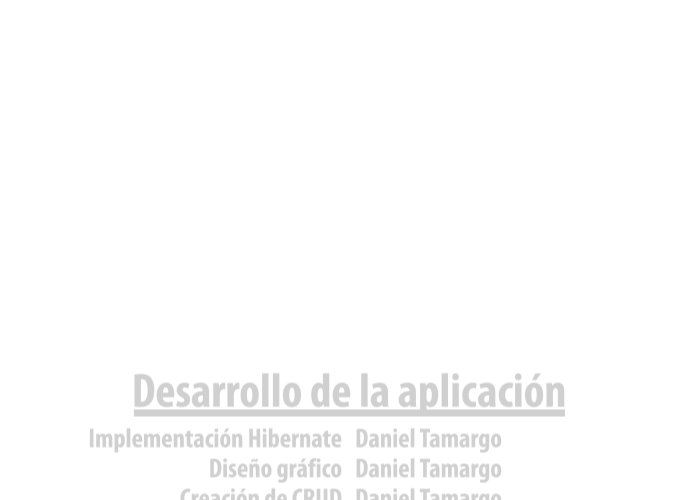 Desarrollo de la aplicación
Implementación Hibernate Daniel Tamargo
Diseño gráfico Daniel Tamargo
Creación de CRUD Daniel Tamargo